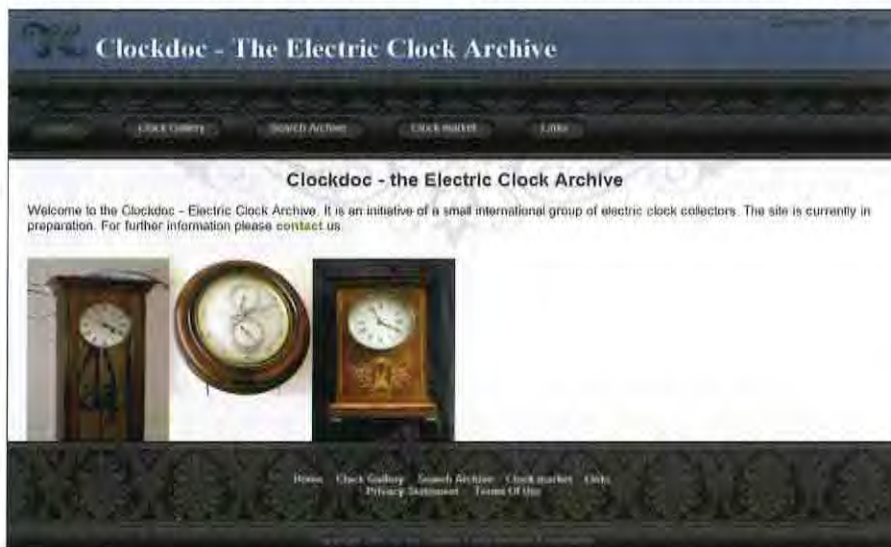 Clockdoc - The Electric Clock Archive
Clock Gallery Search Archive Clock market Links
Clockdoc - the Electric Clock Archive
Welcome to the Clockdoc - Electric Clock Archive. It is an initiative of a small international group of electric clock collectors. The site is currently in
preparation. For further information please contact us
Home Clock Gallery Search Archive Clock market Links
Privacy Statement Terms Of Use